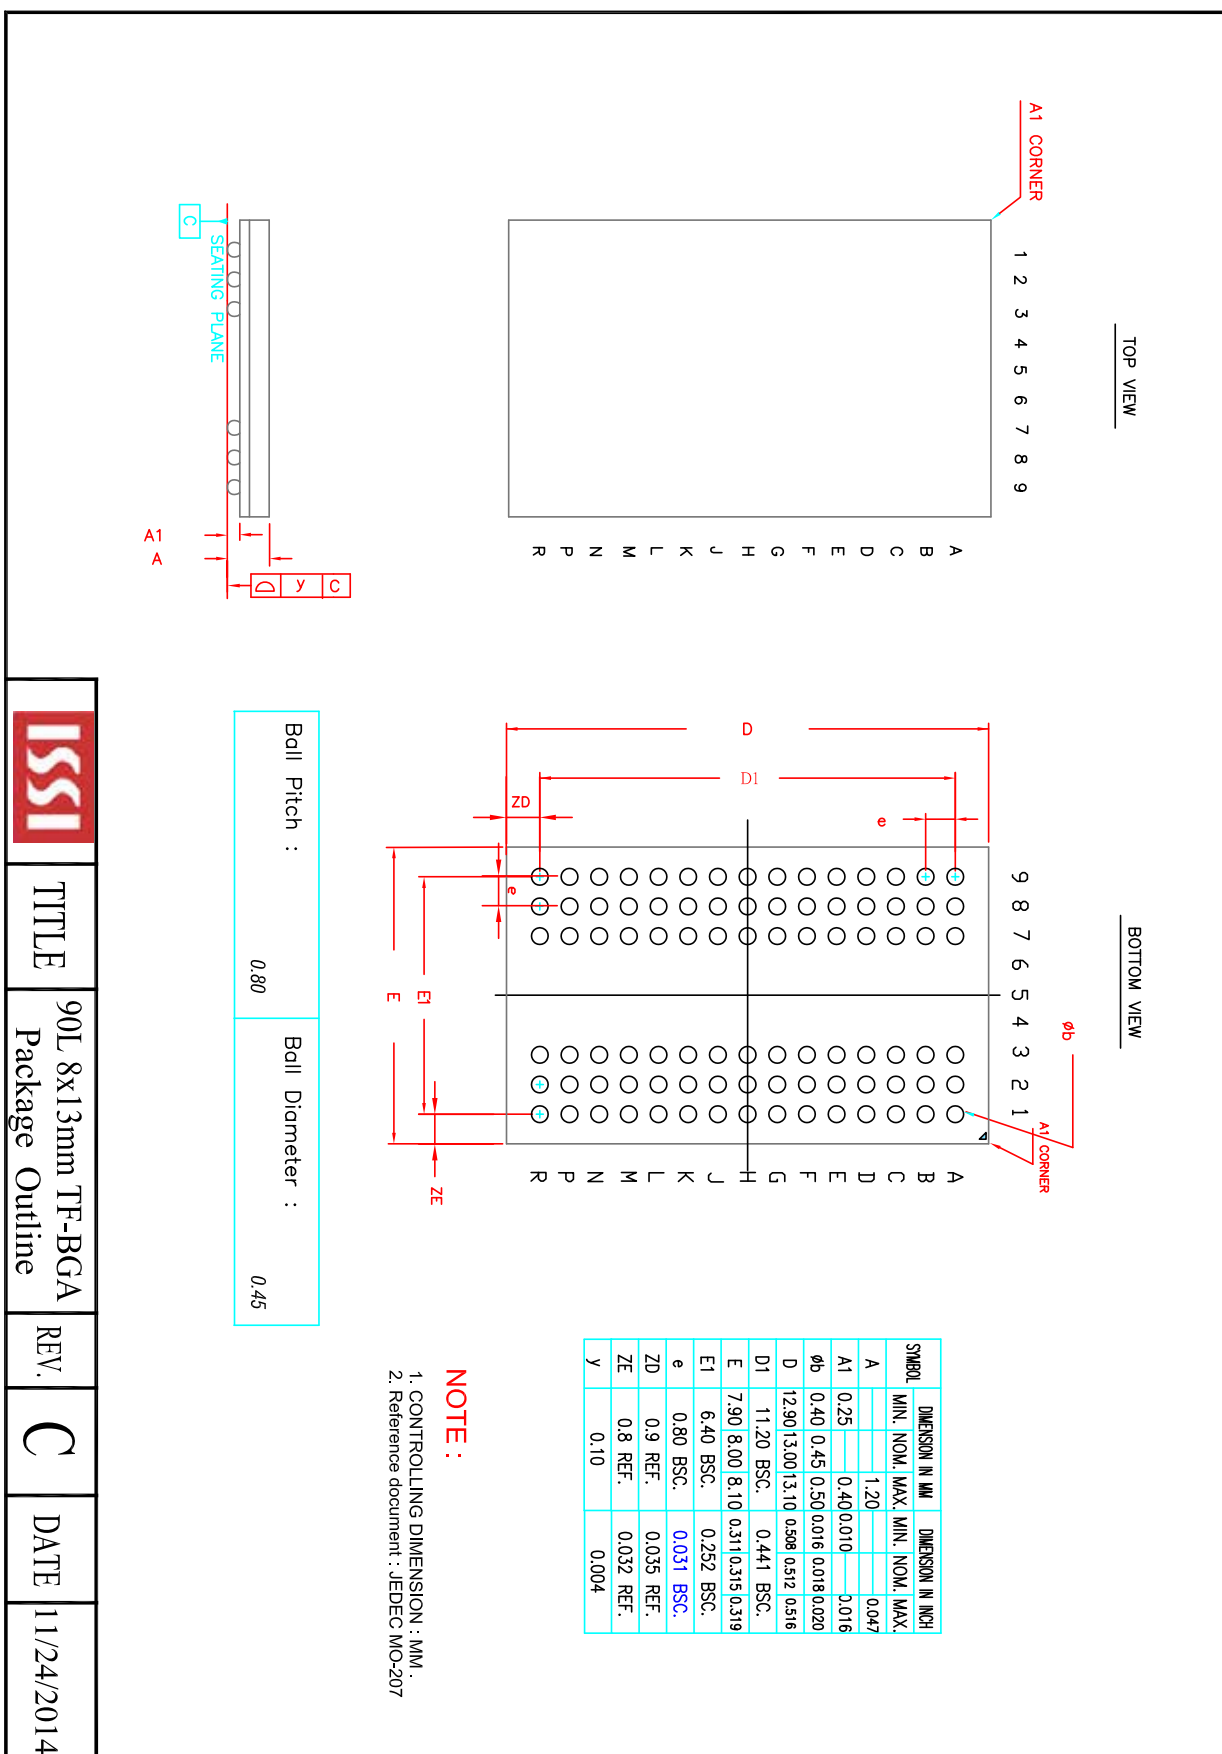 TOP VIEW
A1 CORNER
1 2 3 4 5 6 7 8 9
A
B
C
D
E
F
G
H
J
K
L
M
N
P
R
C
SEATING PLANE
A1
A
y C
BOTTOM VIEW
Øb
A1 CORNER
9 8 7 6 5 4 3 2 1
A
B
C
D
E
F
G
H
J
K
L
M
N
P
R
D
D1
e
ZD
e
E1
E
ZE
SYMBOL DIMENSION IN MM DIMENSION IN INCH
MIN. NOM. MAX. MIN. NOM. MAX.
A 1.20 0.047
A1 0.25 0.40 0.010 0.016
Øb 0.40 0.45 0.50 0.016 0.018 0.020
D 12.90 13.00 13.10 0.508 0.512 0.516
D1 11.20 BSC. 0.441 BSC.
E 7.90 8.00 8.10 0.311 0.315 0.319
E1 6.40 BSC. 0.252 BSC.
e 0.80 BSC. 0.031 BSC.
ZD 0.9 REF. 0.035 REF.
ZE 0.8 REF. 0.032 REF.
y 0.10 0.004
NOTE :
1. CONTROLLING DIMENSION : MM .
2. Reference document : JEDEC MO-207
Ball Pitch :
0.80
Ball Diameter :
0.45
ISSI
TITLE
90L 8x13mm TF-BGA
Package Outline
REV.
C
DATE
11/24/2014